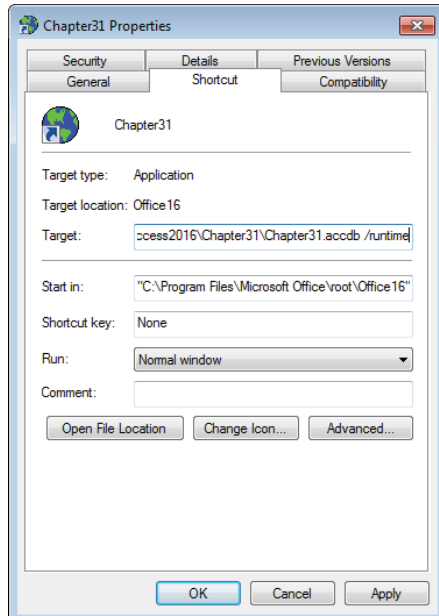 Chapter31 Properties
Security Details Previous Versions
General Shortcut Compatibility
Chapter31
Target type: Application
Target location: Office16
Target: ccess2016\Chapter31\Chapter31.accdb /runtime
Start in: "C:\Program Files\Microsoft Office\root\Office16"
Shortcut key: None
Run: Normal window
Comment:
Open File Location Change Icon... Advanced...
OK Cancel Apply